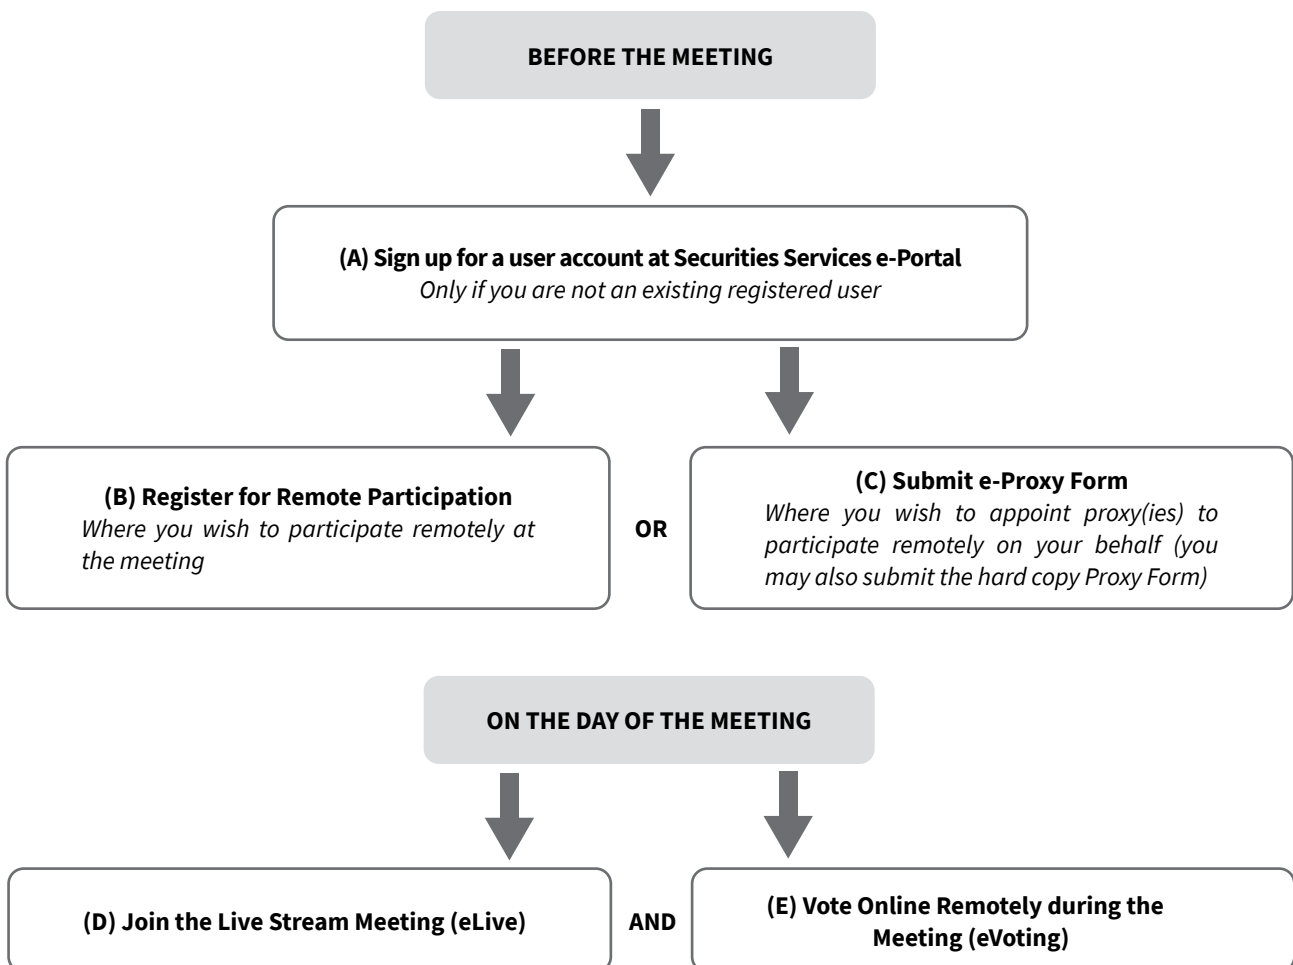 BEFORE THE MEETING
(A) Sign up for a user account at Securities Services e-Portal
Only if you are not an existing registered user
(B) Register for Remote Participation
Where you wish to participate remotely at
the meeting
OR
(C) Submit e-Proxy Form
Where you wish to appoint proxy(ies) to
participate remotely on your behalf (you
may also submit the hard copy Proxy Form)
ON THE DAY OF THE MEETING
(D) Join the Live Stream Meeting (eLive)
AND
(E) Vote Online Remotely during the
Meeting (eVoting)